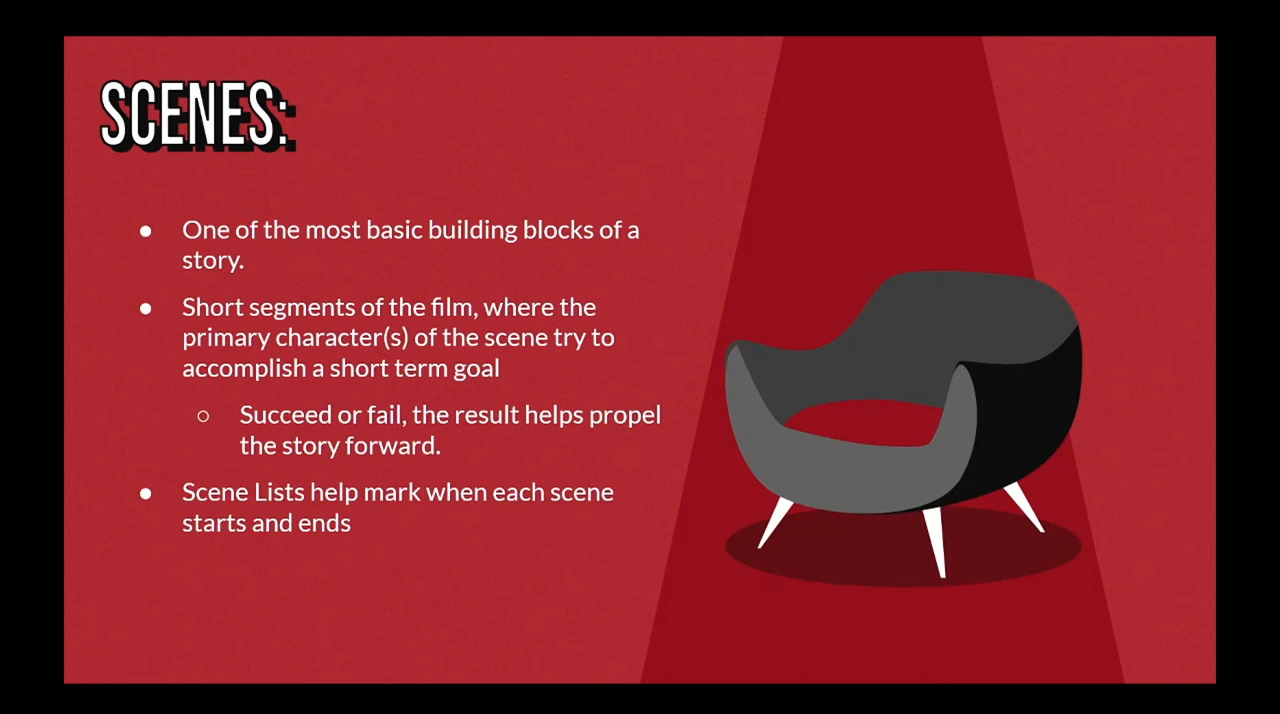 SCENES:
● One of the most basic building blocks of a
story.
● Short segments of the film, where the
primary character(s) of the scene try to
accomplish a short term goal
○ Succeed or fail, the result helps propel
the story forward.
● Scene Lists help mark when each scene
starts and ends